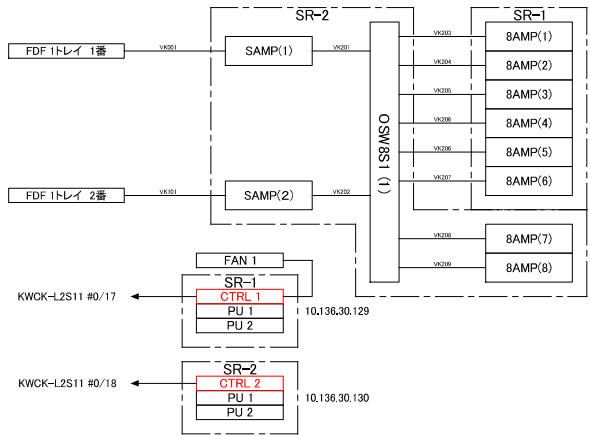 SR-2
SR-1
FDF 1トレイ 1番
VK001
SAMP(1)
VK201
OSW8S1(1)
VK203
8AMP(1)
VK204
8AMP(2)
VK205
8AMP(3)
VK206
8AMP(4)
VK206
8AMP(5)
VK207
8AMP(6)
FDF 1トレイ 2番
VK101
SAMP(2)
VK202
VK208
8AMP(7)
VK209
8AMP(8)
FAN 1
SR-1
KWCK-L2S11 #0/17
CTRL 1
PU 1
PU 2
10.136.30.129
SR-2
KWCK-L2S11 #0/18
CTRL 2
PU 1
PU 2
10.136.30.130